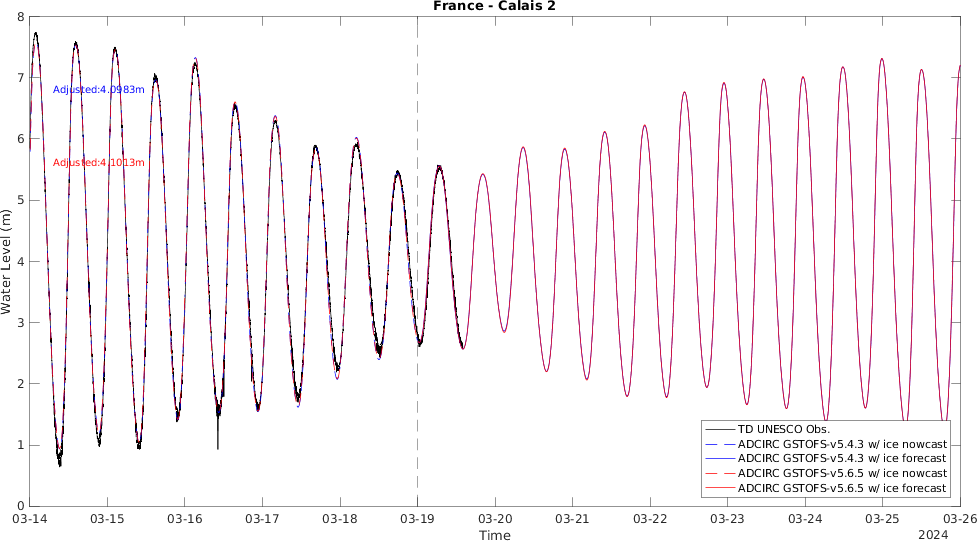 France - Calais 2
8
7
6
5
4
3
2
1
0
Water Level (m)
Adjusted:4.0983m
Adjusted:4.1013m
TD UNESCO Obs.
ADCIRC GSTOFS-v5.4.3 w/ ice nowcast
ADCIRC GSTOFS-v5.4.3 w/ ice forecast
ADCIRC GSTOFS-v5.6.5 w/ ice nowcast
ADCIRC GSTOFS-v5.6.5 w/ ice forecast
03-14 03-15 03-16 03-17 03-18 03-19 03-20 03-21 03-22 03-23 03-24 03-25 03-26
Time
2024